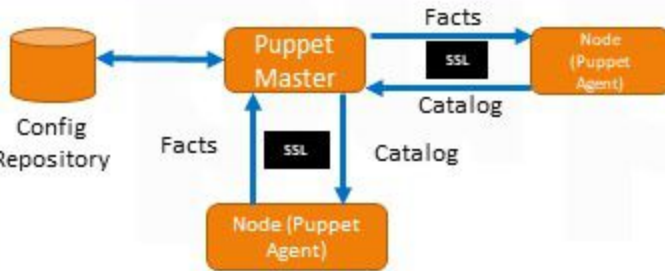 Facts
Puppet
Master
SSL
Node
(Puppet
Agent)
Catalog
Config
Repository
Facts
SSL
Catalog
Node (Puppet
Agent)